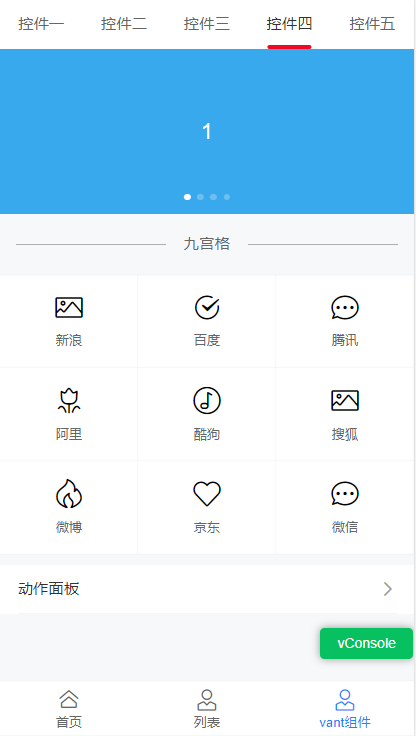 控件一 控件二 控件三 控件四 控件五
1
九宫格
新浪 百度 腾讯
阿里 酷狗 搜狐
微博 京东 微信
动作面板
vConsole
首页 列表 vant组件